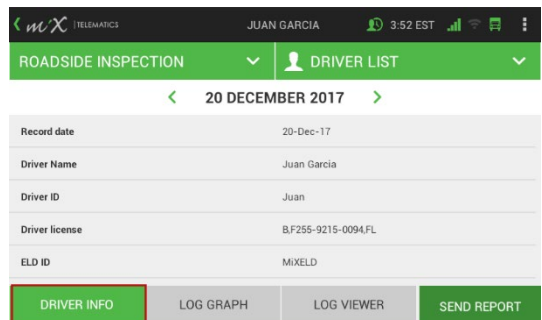 MiX TELEMATICS JUAN GARCIA 3:52 EST
ROADSIDE INSPECTION DRIVER LIST
20 DECEMBER 2017
Record date 20-Dec-17
Driver Name Juan Garcia
Driver ID Juan
Driver license B,F255-9215-0094,FL
ELD ID MiXELD
DRIVER INFO LOG GRAPH LOG VIEWER SEND REPORT